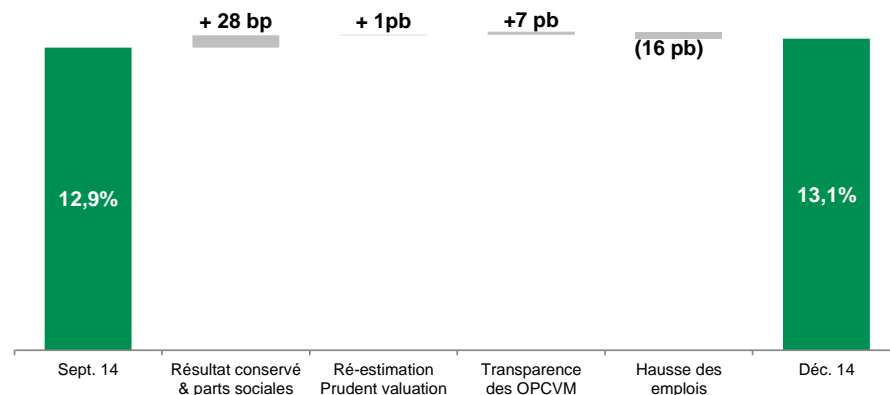 + 28 bp
+ 1pb
+7 pb
(16 pb)
12,9%
13,1%
Sept. 14
Résultat conservé
& parts sociales
Ré-estimation
Prudent valuation
Transparence
des OPCVM
Hausse des
emplois
Déc. 14